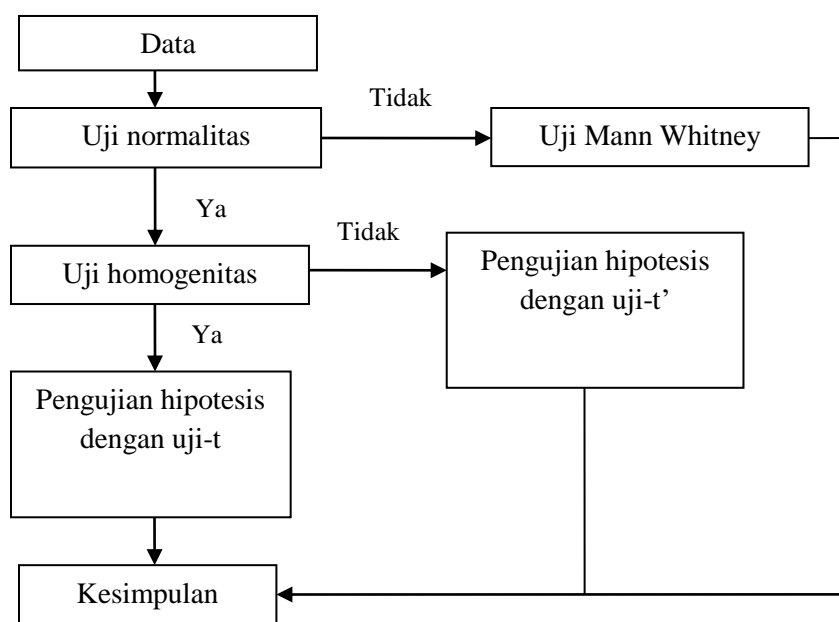 Data
Tidak
Uji normalitas
Uji Mann Whitney
Ya
Tidak
Uji homogenitas
Pengujian hipotesis
dengan uji-t’
Ya
Pengujian hipotesis
dengan uji-t
Kesimpulan